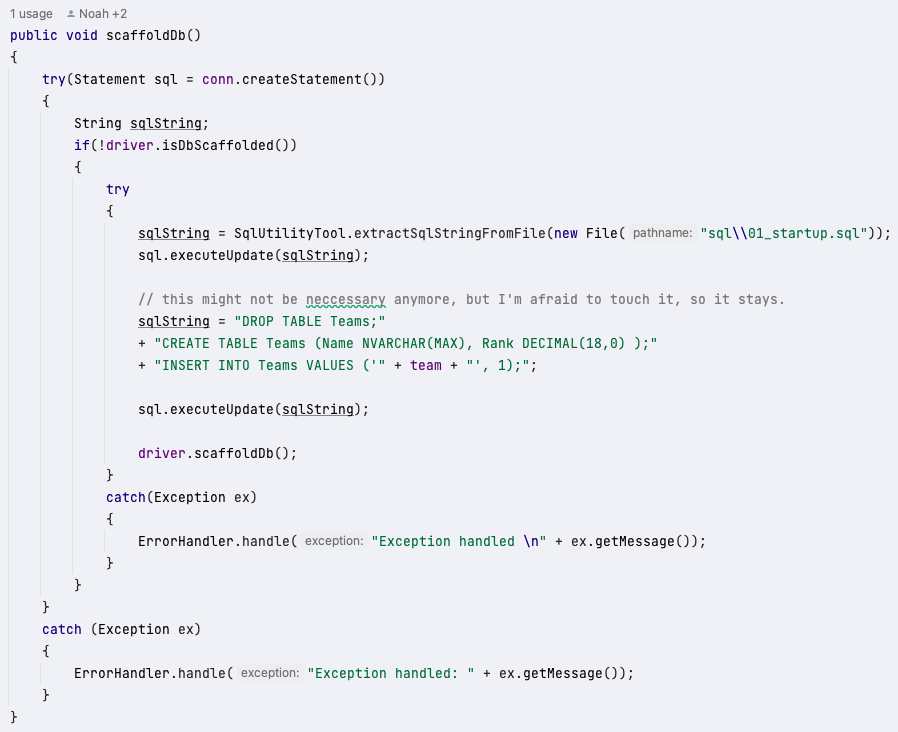 1 usage Noah +2
public void scaffoldDb()
{
try(Statement sql = conn.createStatement())
{
String sqlString;
if(!driver.isDbScaffolded())
{
try
{
sqlString = SqlUtilityTool.extractSqlStringFromFile(new File( pathname: "sql\\01_startup.sql"));
sql.executeUpdate(sqlString);
// this might not be neccessary anymore, but I'm afraid to touch it, so it stays.
sqlString = "DROP TABLE Teams;"
+ "CREATE TABLE Teams (Name NVARCHAR(MAX), Rank DECIMAL(18,0) );"
+ "INSERT INTO Teams VALUES ('" + team + "', 1);";
sql.executeUpdate(sqlString);
driver.scaffoldDb();
}
catch(Exception ex)
{
ErrorHandler.handle( exception: "Exception handled \n" + ex.getMessage());
}
}
}
catch (Exception ex)
{
ErrorHandler.handle( exception: "Exception handled: " + ex.getMessage());
}
}